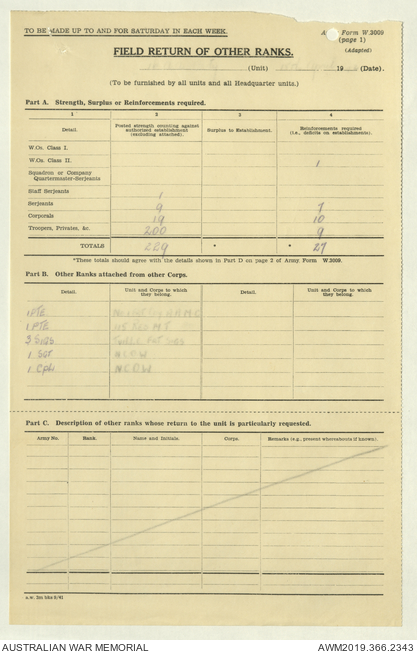 TO BE MADE UP TO AND FOR SATURDAY IN EACH WEEK.
Form W.3009
(page 1)
(Adapted)
FIELD RETURN OF OTHER RANKS.
(Unit) 19 (Date).
(To be furnished by all units and all Headquarter units.)
Part A. Strength, Surplus or Reinforcements required.
1 2 3 4
Detail. Posted strength counting against authorised establishment (excluding attached). Surplus to Establishment. Reinforcements required (i.e., deficits on establishments).
W.Os. Class I.
W.Os. Class II. 1
Squadron or Company Quartermaster-Serjeants
Staff Serjeants 1
Serjeants 9 7
Corporals 19 10
Troopers, Privates, &c. 200 9
TOTALS 229 * * 27
*These totals should agree with the details shown in Part D on page 2 of Army Form W.3009.
Part B. Other Ranks attached from other Corps.
Detail. Unit and Corps to which they belong. Detail. Unit and Corps to which they belong.
1 PTE
1 PTE
3 SIGS SIGS
1 SGT
1 CPL
Part C. Description of other ranks whose return to the unit is particularly requested.
Army No. Rank. Name and Initials. Corps. Remarks (e.g., present whereabouts if known).
AUSTRALIAN WAR MEMORIAL AWM2019.366.2343